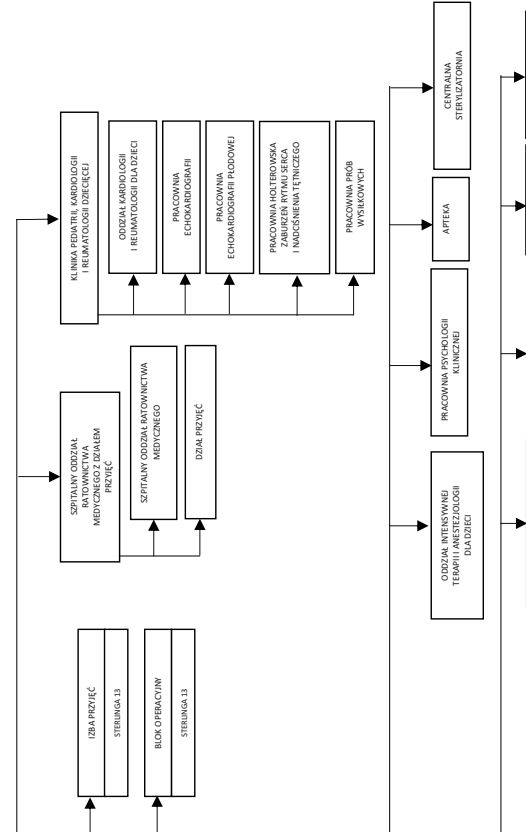 IZBA PRZYJĘĆ
STERLINGA 13
BLOK OPERACYJNY
STERLINGA 13
SZPITALNY ODDZIAŁ
RATOWNICTWA
MEDYCZNEGO Z DZIAŁEM
PRZYJĘĆ
SZPITALNY ODDZIAŁ RATOWNICTWA
MEDYCZNEGO
DZIAŁ PRZYJĘĆ
KLINIKA PEDIATRII, KARDIOLOGII
I REUMATOLOGII DZIECIĘCEJ
ODDZIAŁ KARDIOLOGII
I REUMATOLOGII DLA DZIECI
PRACOWNIA
ECHOKARDIOGRAFII
PRACOWNIA
ECHOKARDIOGRAFII PŁODOWEJ
PRACOWNIA HOLTEROWSKA
ZABURZEŃ RYTMU SERCA
I NADCIŚNIENIA TĘTNICZEGO
PRACOWNIA PRÓB
WYSIŁKOWYCH
ODDZIAŁ INTENSYWNEJ
TERAPII I ANESTEZJOLOGII
DLA DZIECI
PRACOWNIA PSYCHOLOGII
KLINICZNEJ
APTEKA
CENTRALNA
STERYLIZATORNIA